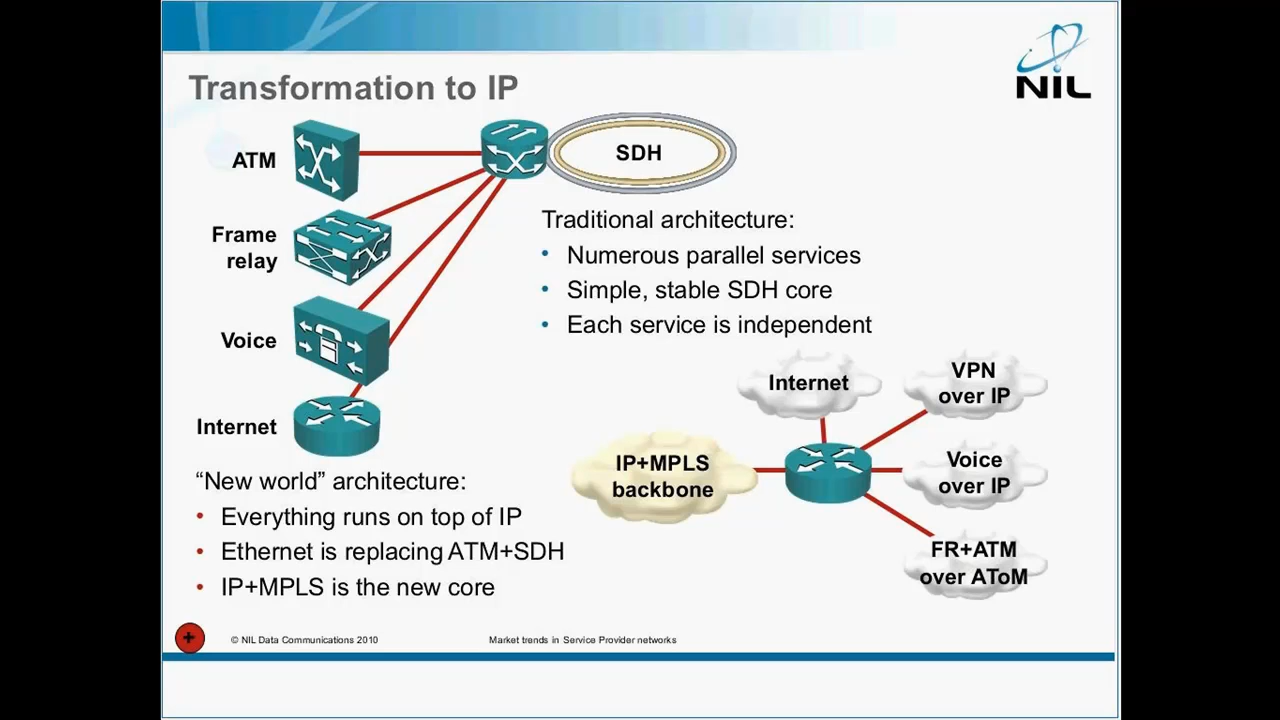 NIL
Transformation to IP
ATM
SDH
Frame
relay
Voice
Internet
Traditional architecture:
• Numerous parallel services
• Simple, stable SDH core
• Each service is independent
Internet
VPN
over IP
IP+MPLS
backbone
Voice
over IP
FR+ATM
over AToM
“New world” architecture:
• Everything runs on top of IP
• Ethernet is replacing ATM+SDH
• IP+MPLS is the new core
© NIL Data Communications 2010
Market trends in Service Provider networks